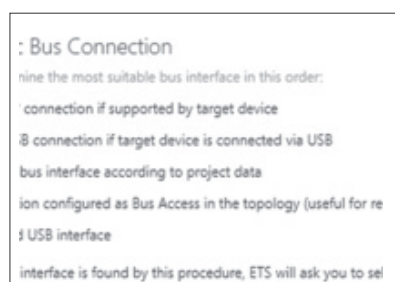 : Bus Connection
nine the most suitable bus interface in this order:
connection if supported by target device
B connection if target device is connected via USB
bus interface according to project data
ion configured as Bus Access in the topology (useful for re
d USB interface
interface is found by this procedure, ETS will ask you to sel